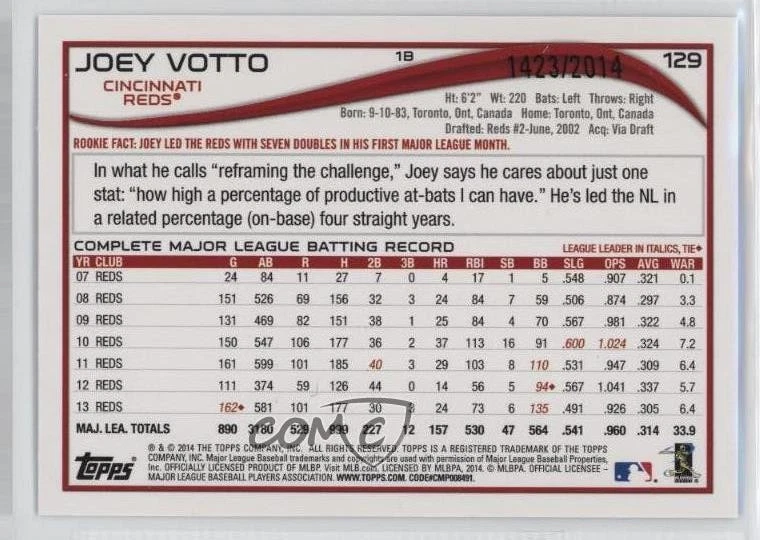 JOEY VOTTO 1B 1423/2014 129
CINCINNATI
REDS®
Ht: 6'2" Wt: 220 Bats: Left Throws: Right
Born: 9-10-83, Toronto, Ont, Canada Home: Toronto, Ont, Canada
Drafted: Reds #2-June, 2002 Acq: Via Draft
ROOKIE FACT: JOEY LED THE REDS WITH SEVEN DOUBLES IN HIS FIRST MAJOR LEAGUE MONTH.
In what he calls “reframing the challenge,” Joey says he cares about just one
stat: “how high a percentage of productive at-bats I can have.” He’s led the NL in
a related percentage (on-base) four straight years.
COMPLETE MAJOR LEAGUE BATTING RECORD LEAGUE LEADER IN ITALICS, TIE♦
YR CLUB G AB R H 2B 3B HR RBI SB BB SLG OPS AVG WAR
07 REDS 24 84 11 27 7 0 4 17 1 5 .548 .907 .321 0.1
08 REDS 151 526 69 156 32 3 24 84 7 59 .506 .874 .297 3.3
09 REDS 131 469 82 151 38 1 25 84 4 70 .567 .981 .322 4.8
10 REDS 150 547 106 177 36 2 37 113 16 91 .600 1.024 .324 7.2
11 REDS 161 599 101 185 40 3 29 103 8 110 .531 .947 .309 6.4
12 REDS 111 374 59 126 44 0 14 56 5 94♦ .567 1.041 .337 5.7
13 REDS 162♦ 581 101 177 30 3 24 73 6 135 .491 .926 .305 6.4
MAJ. LEA. TOTALS 890 3180 529 999 227 12 157 530 47 564 .541 .960 .314 33.9
COMC
® & © 2014 THE TOPPS COMPANY, INC. ALL RIGHTS RESERVED. TOPPS IS A REGISTERED TRADEMARK OF THE TOPPS
COMPANY, INC. Major League Baseball trademarks and copyrights are used with permission of Major League Baseball Properties,
Inc. OFFICIALLY LICENSED PRODUCT OF MLBP. Visit MLB.com. LICENSED BY MLBPA, 2014. © MLBPA. OFFICIAL LICENSEE -
MAJOR LEAGUE BASEBALL PLAYERS ASSOCIATION. WWW.TOPPS.COM. CODE#CMP008491.
Topps